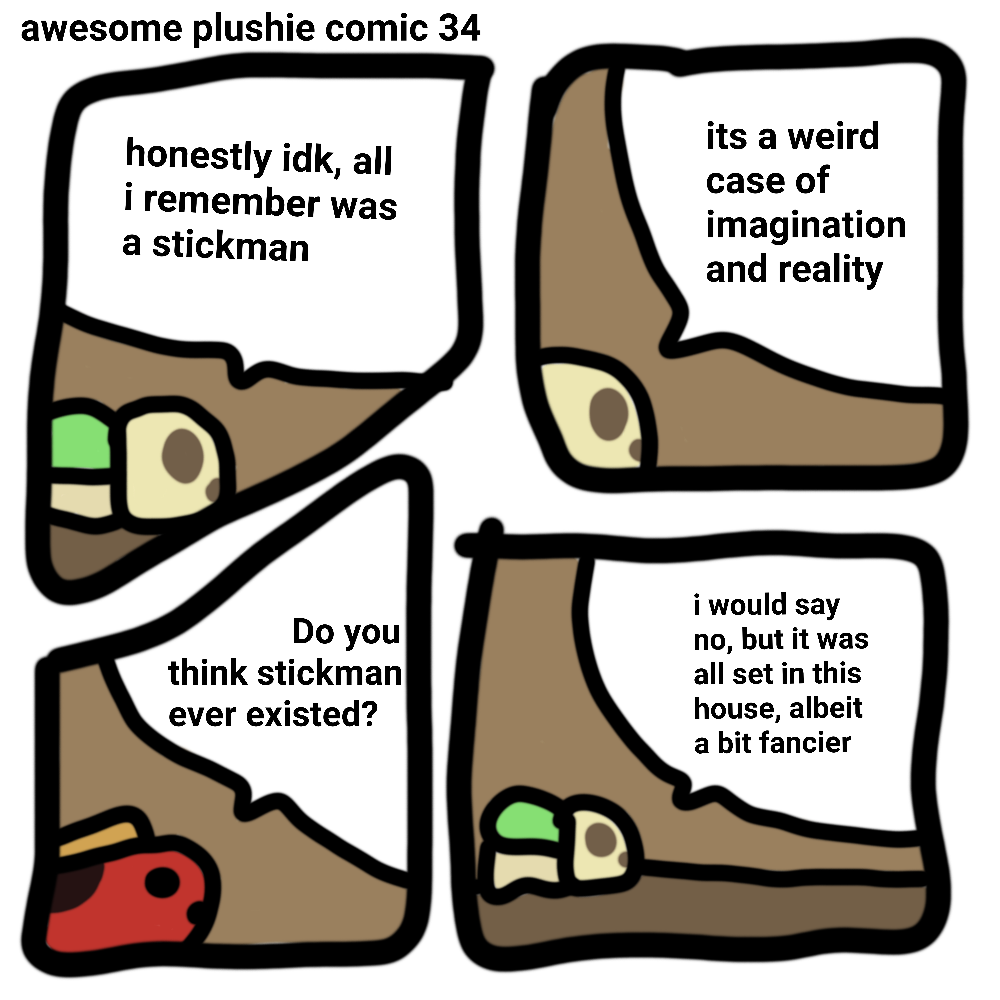 awesome plushie comic 34
honestly idk, all
i remember was
a stickman
its a weird
case of
imagination
and reality
Do you
think stickman
ever existed?
i would say
no, but it was
all set in this
house, albeit
a bit fancier